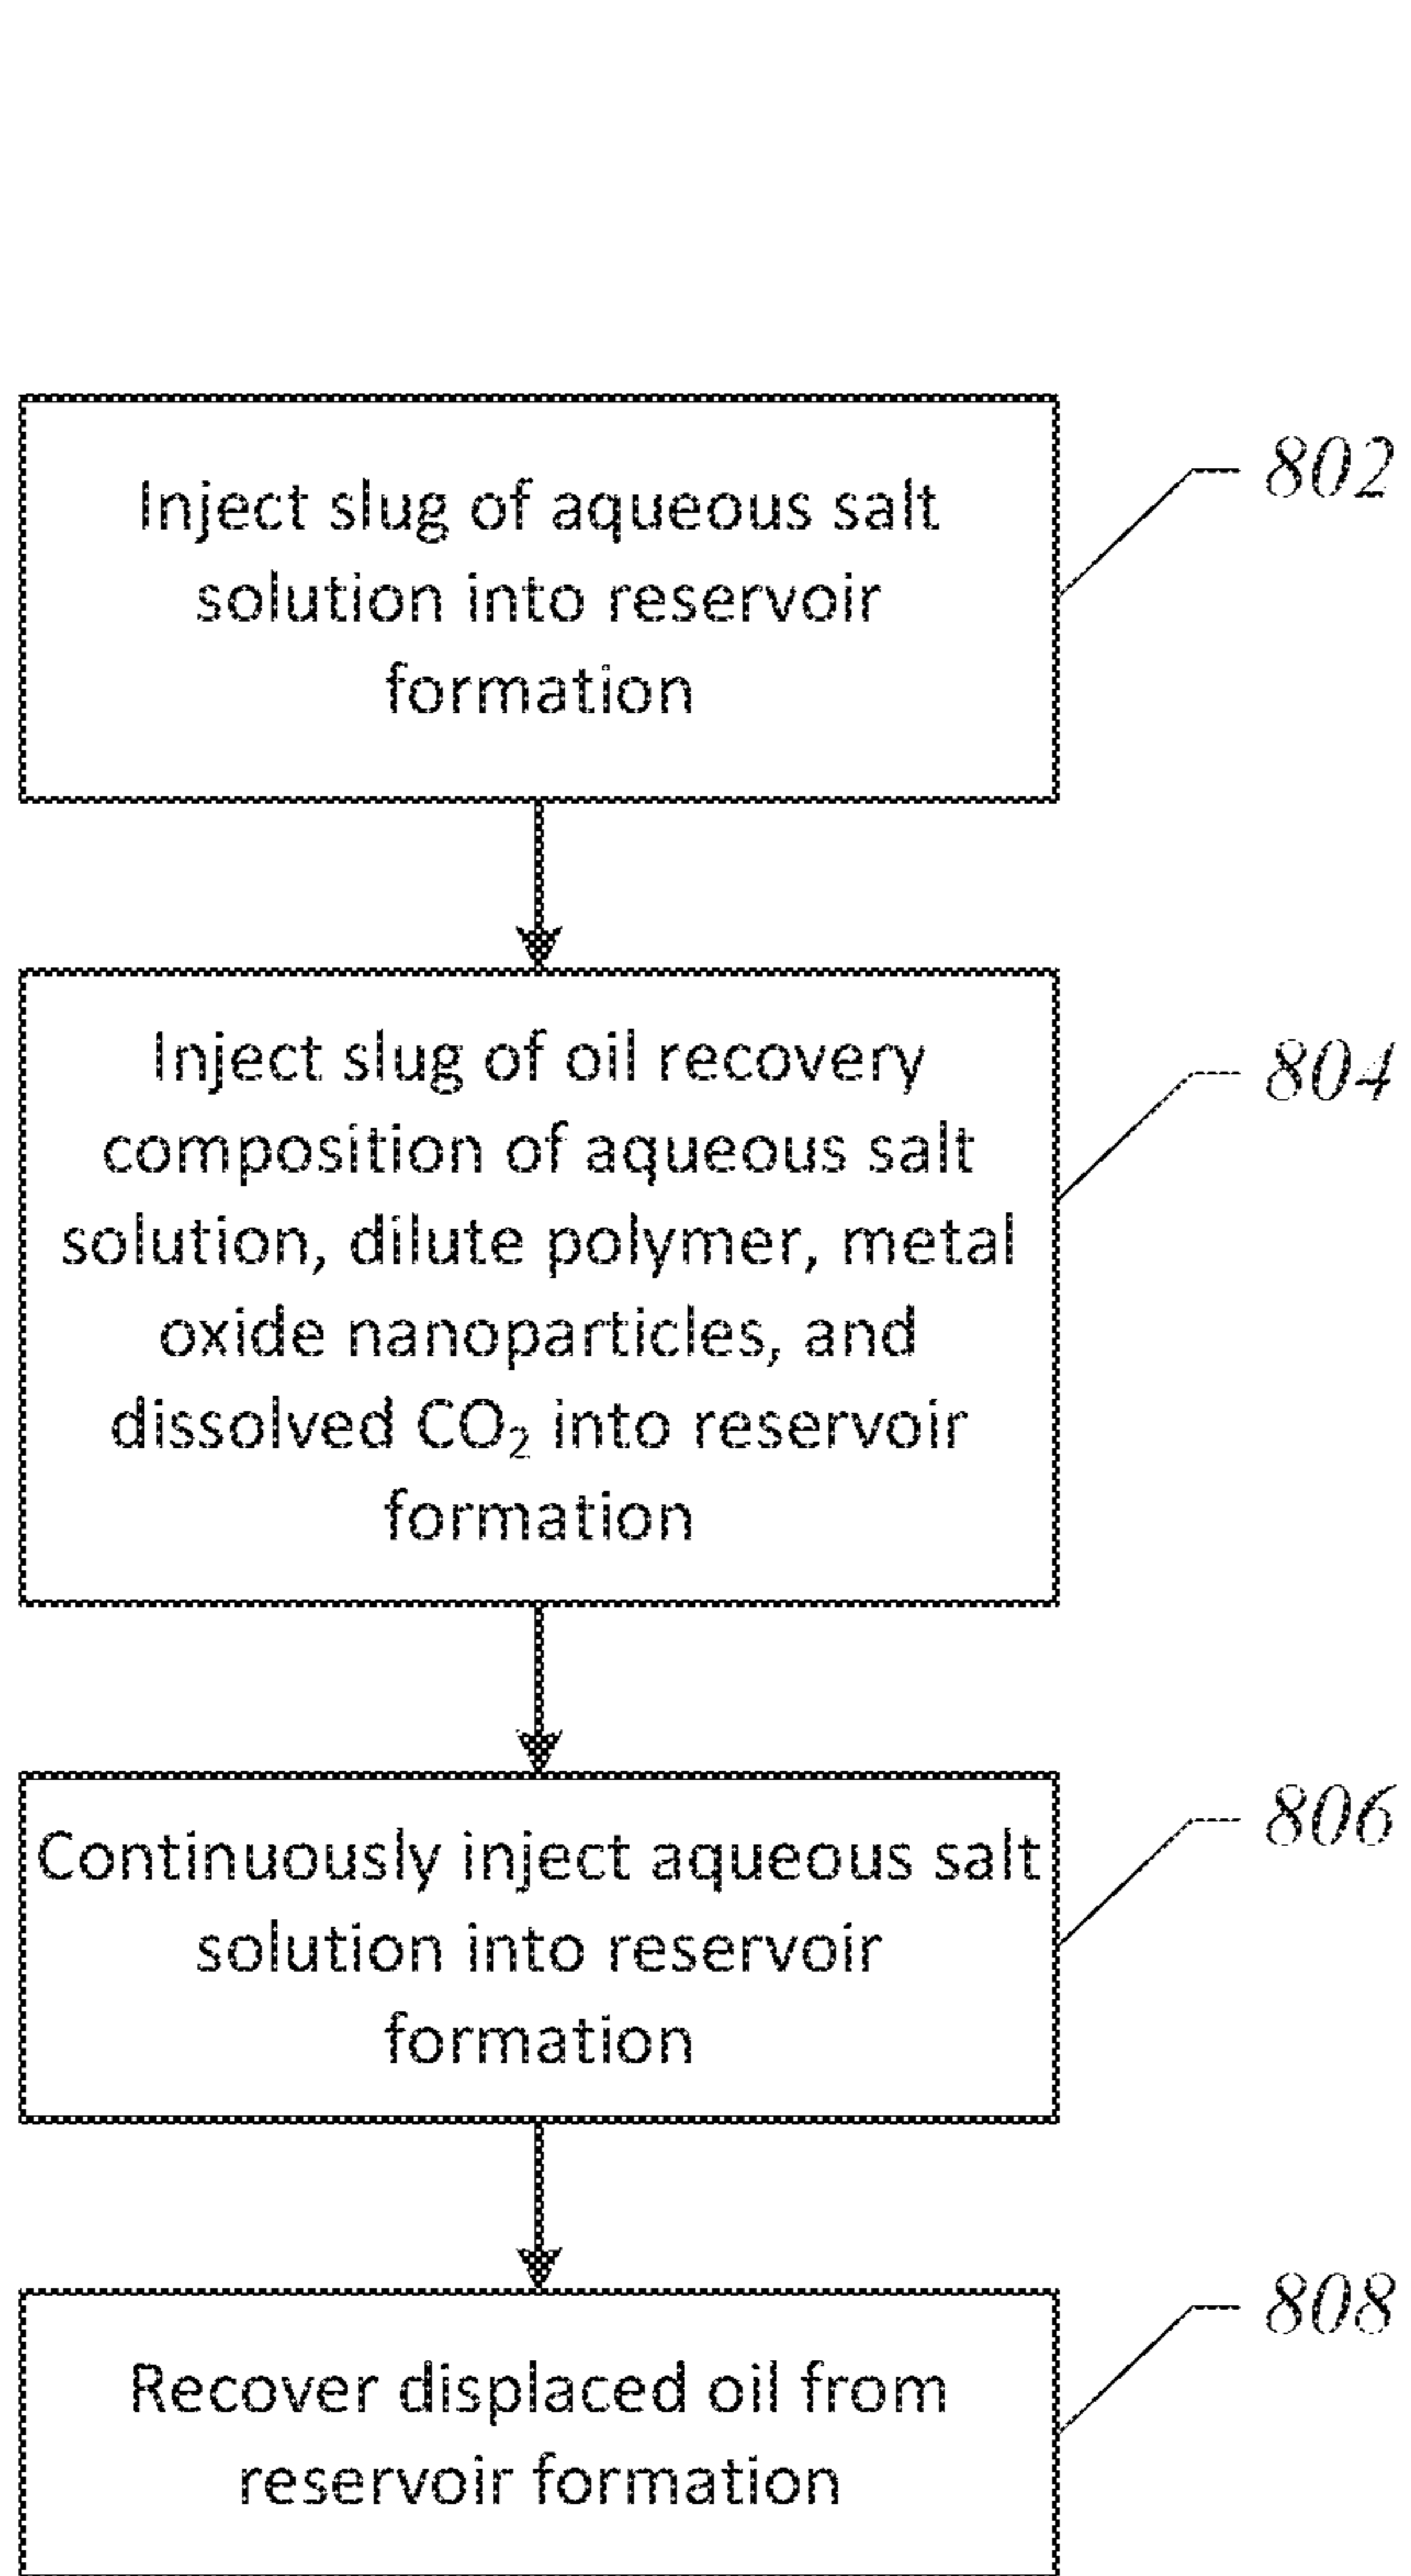 Inject slug of aqueous salt
solution into reservoir
formation
802
Inject slug of oil recovery
composition of aqueous salt
solution, dilute polymer, metal
oxide nanoparticles, and
dissolved CO₂ into reservoir
formation
804
Continuously inject aqueous salt
solution into reservoir
formation
806
Recover displaced oil from
reservoir formation
808